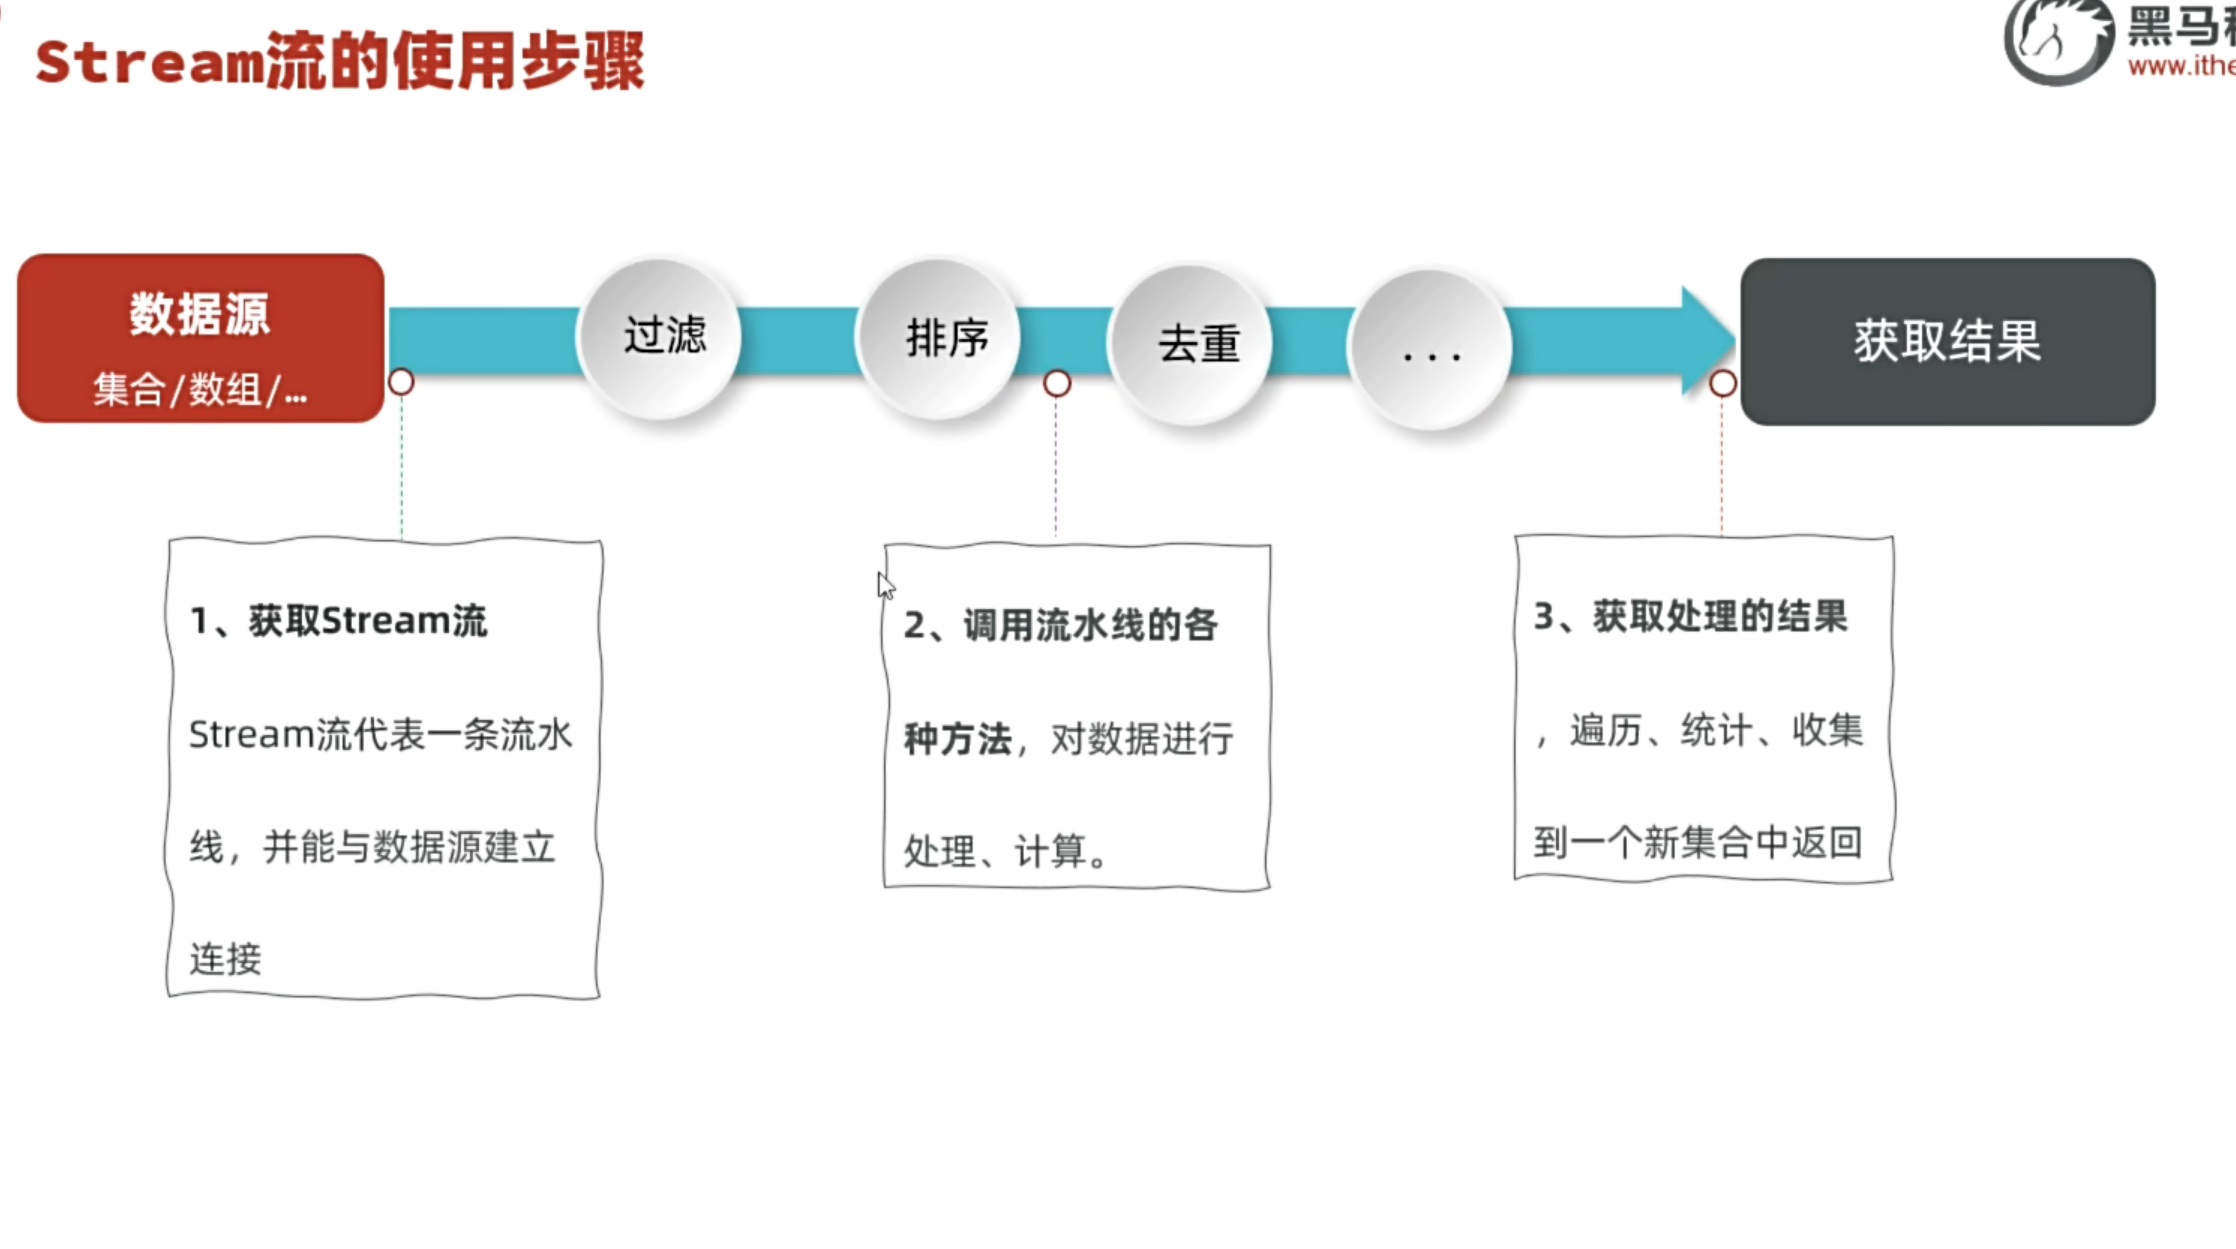 Stream流的使用步骤
黑马
www.ithe
数据源
集合/数组/...
过滤
排序
去重
...
获取结果
1、获取Stream流
Stream流代表一条流水
线，并能与数据源建立
连接
2、调用流水线的各
种方法，对数据进行
处理、计算。
3、获取处理的结果
，遍历、统计、收集
到一个新集合中返回